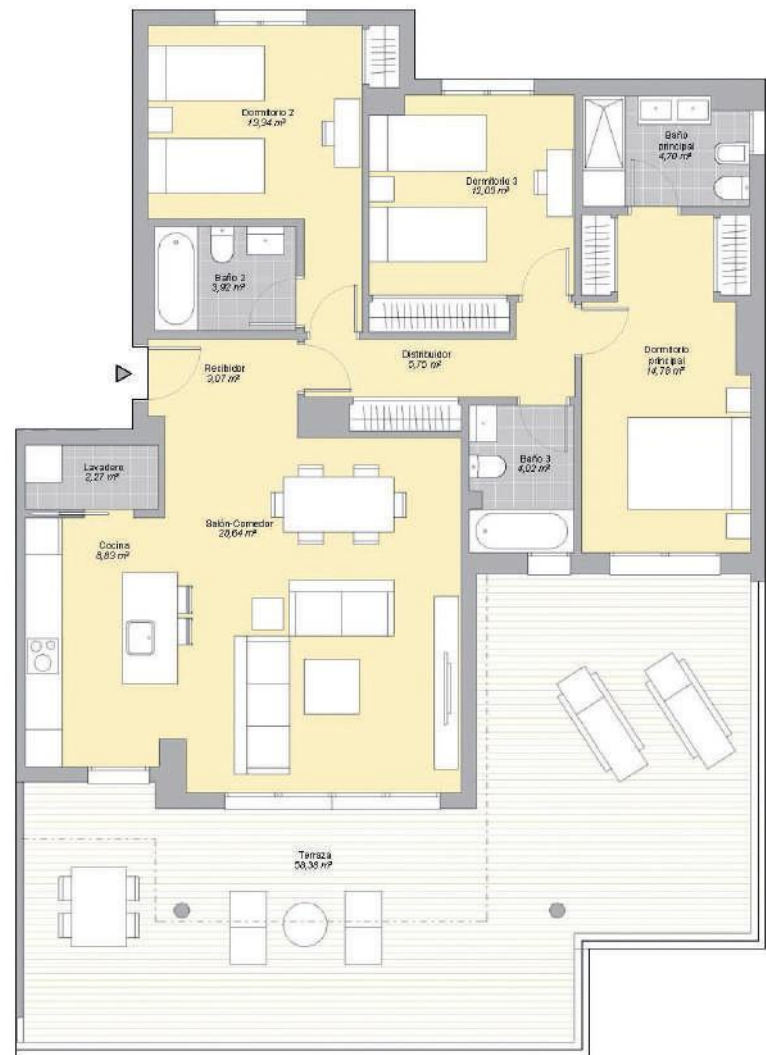 Dormitorio 2
13,34 m²
Dormitorio 3
12,03 m²
Baño
principal
4,70 m²
Baño 2
3,92 m²
Recibidor
3,07 m²
Distribuidor
5,75 m²
Dormitorio
principal
14,78 m²
Lavadero
2,27 m²
Baño 3
4,02 m²
Salón-Comedor
28,64 m²
Cocina
8,83 m²
Terraza
58,38 m²